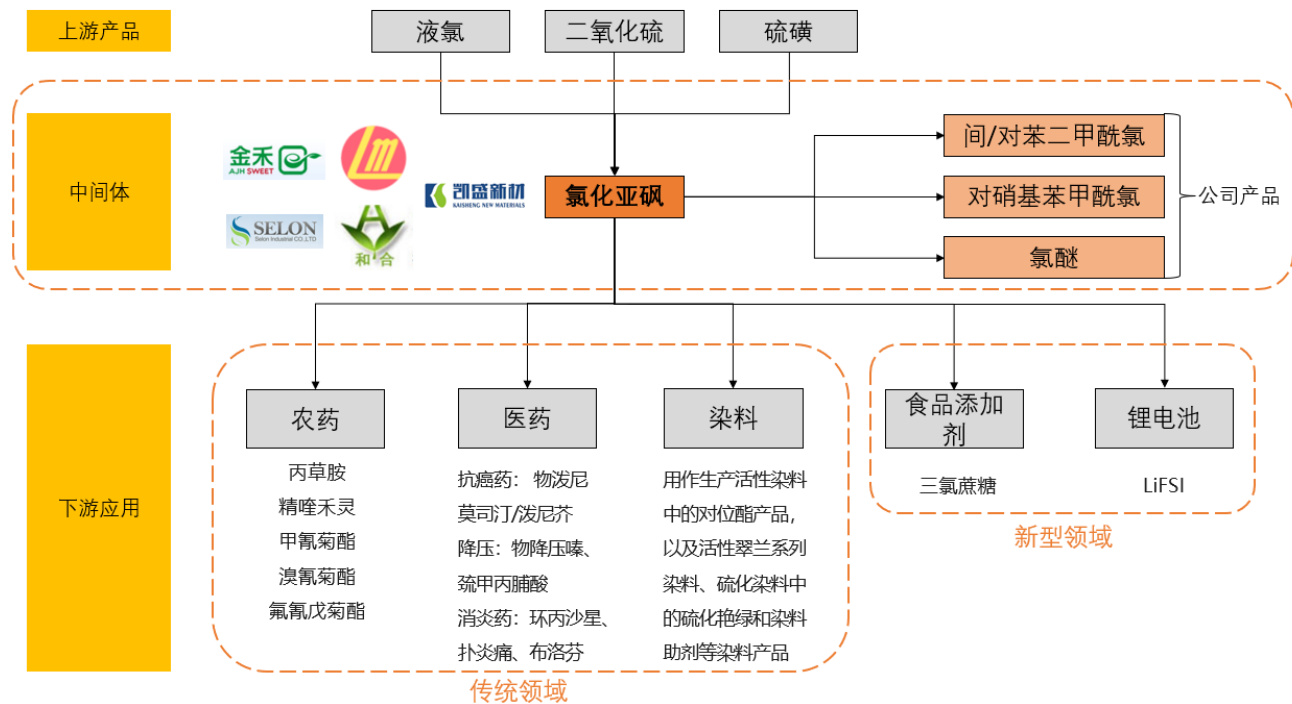 上游产品
液氯
二氧化硫
硫磺
中间体
金禾
AJH SWEET
Lm
SELON
Selon Industrial CO.,LTD
和合
凯盛新材
KAISHENG NEW MATERIALS
氯化亚砜
间/对苯二甲酰氯
对硝基苯甲酰氯
氯醚
公司产品
下游应用
农药
丙草胺
精喹禾灵
甲氰菊酯
溴氰菊酯
氟氰戊菊酯
医药
抗癌药： 物泼尼
莫司汀/泼尼芥
降压：物降压嗪、
巯甲丙脯酸
消炎药：环丙沙星、
扑炎痛、布洛芬
染料
用作生产活性染料
中的对位酯产品，
以及活性翠兰系列
染料、硫化染料中
的硫化艳绿和染料
助剂等染料产品
传统领域
食品添加
剂
三氯蔗糖
锂电池
LiFSI
新型领域